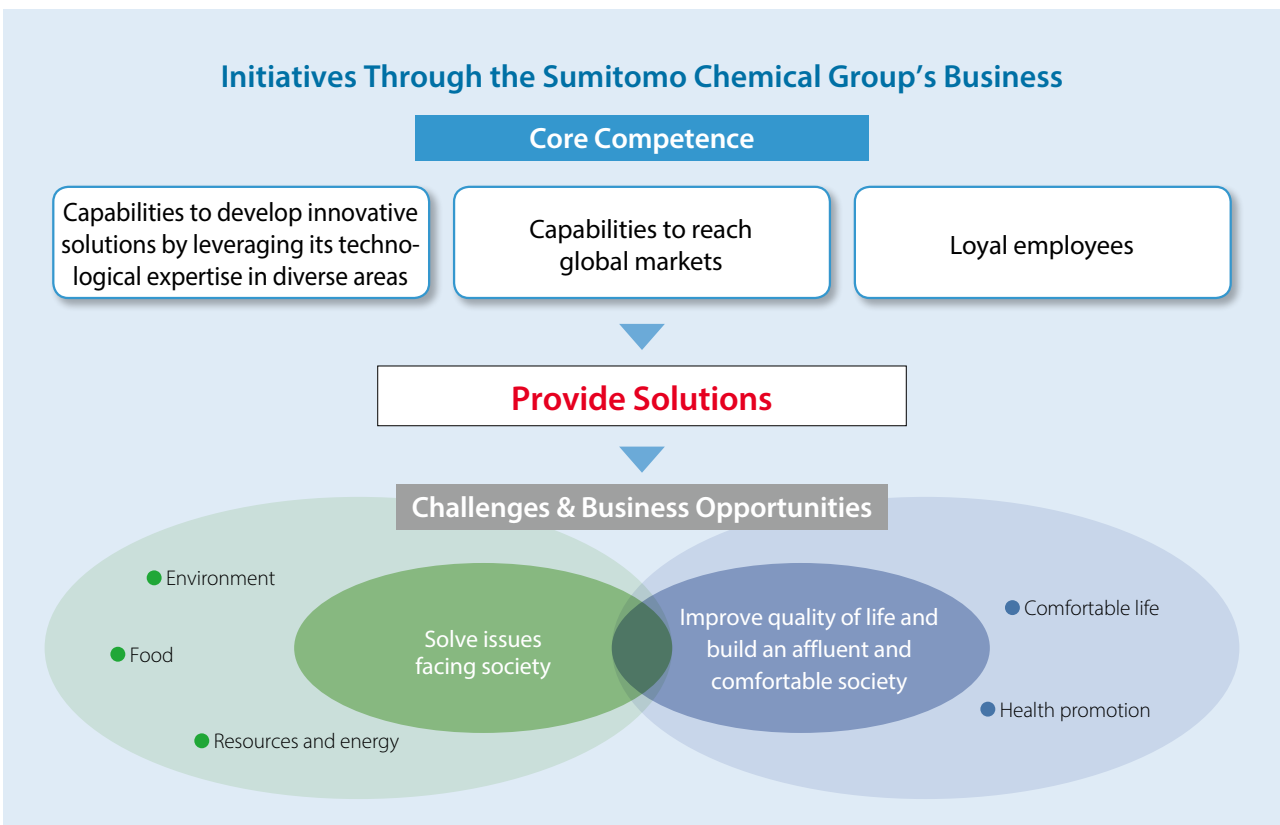 Initiatives Through the Sumitomo Chemical Group’s Business
Core Competence
Capabilities to develop innovative
solutions by leveraging its techno-
logical expertise in diverse areas
Capabilities to reach
global markets
Loyal employees
Provide Solutions
Challenges & Business Opportunities
Environment
Food
Resources and energy
Solve issues
facing society
Improve quality of life and
build an affluent and
comfortable society
Comfortable life
Health promotion